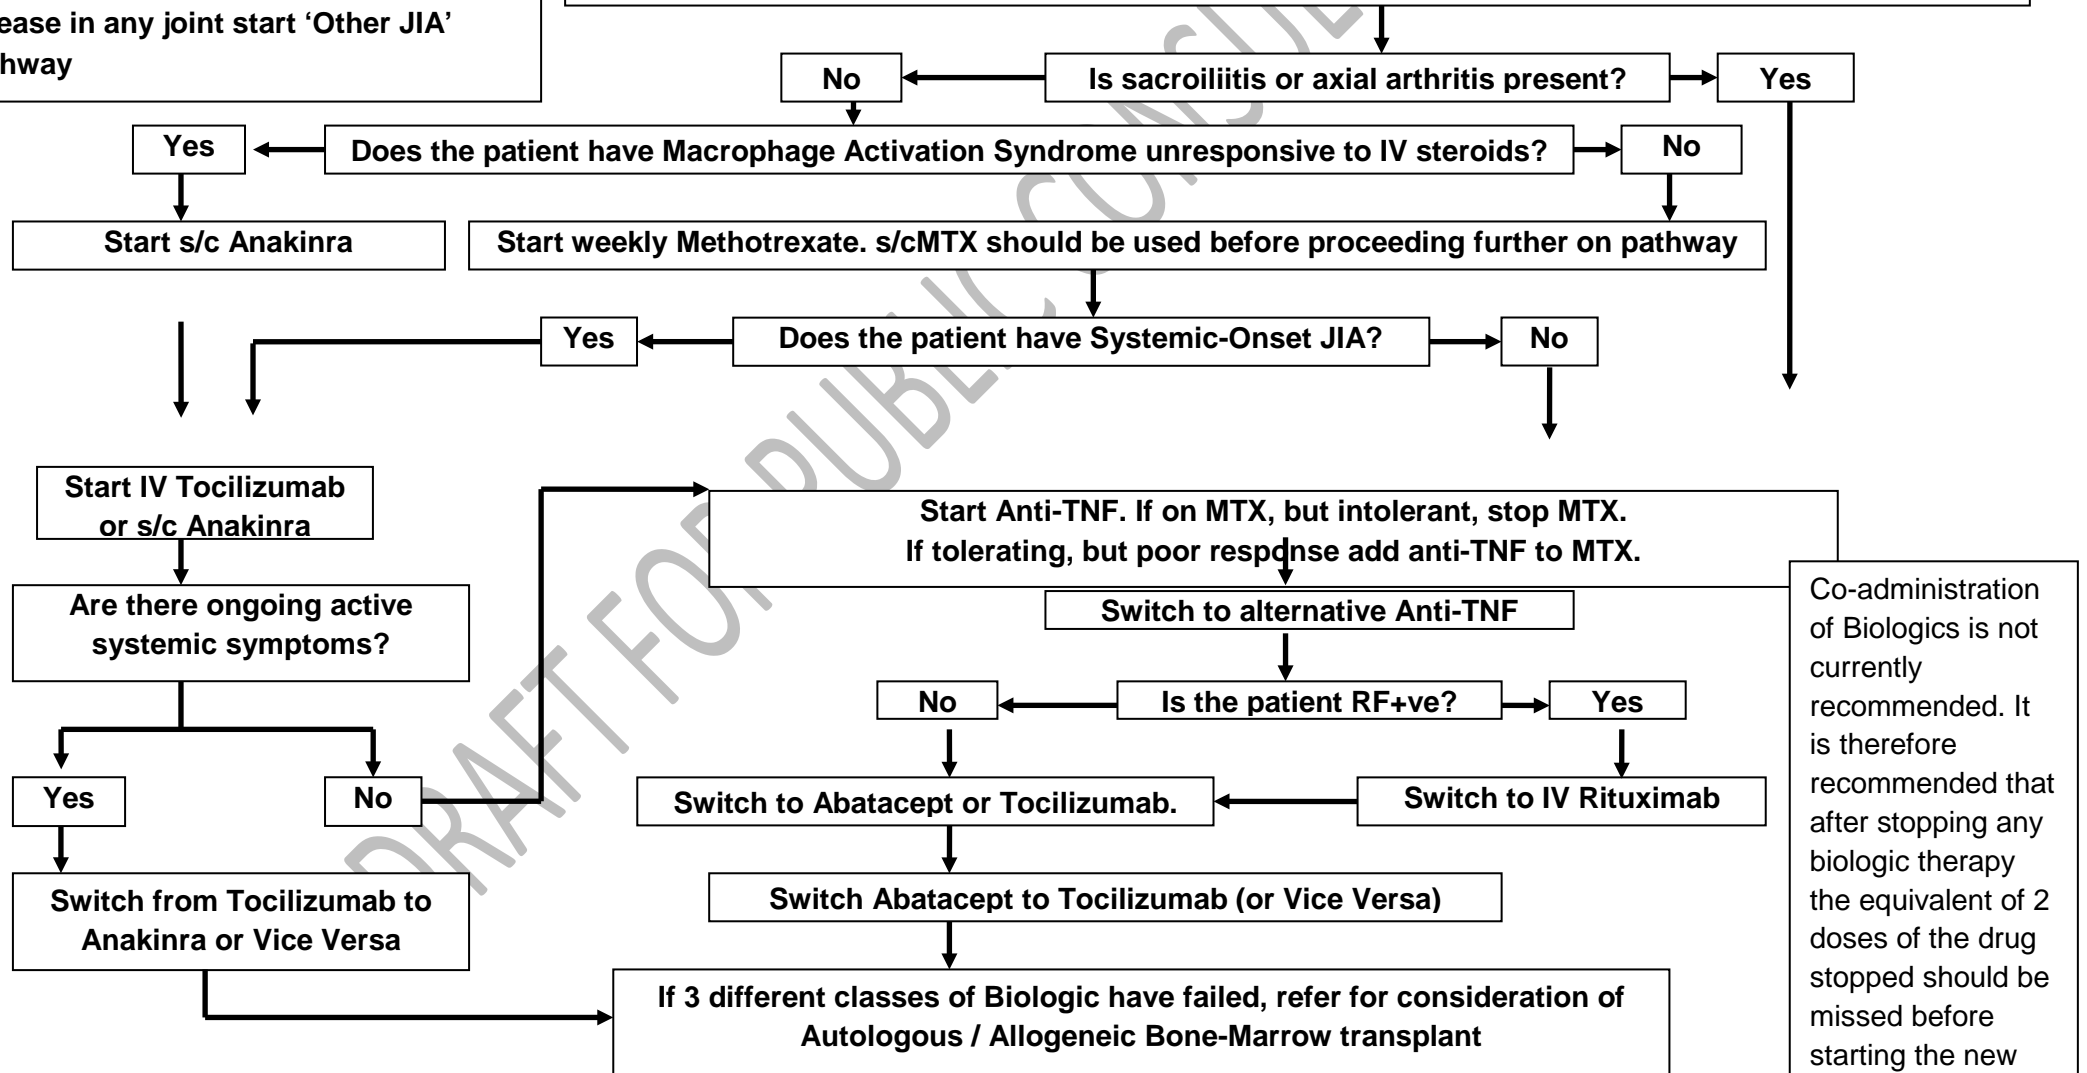 ease in any joint start ‘Other JIA’
hway
No
Is sacroiliitis or axial arthritis present?
Yes
Yes
Does the patient have Macrophage Activation Syndrome unresponsive to IV steroids?
No
Start s/c Anakinra
Start weekly Methotrexate. s/cMTX should be used before proceeding further on pathway
Yes
Does the patient have Systemic-Onset JIA?
No
Start IV Tocilizumab
or s/c Anakinra
Start Anti-TNF. If on MTX, but intolerant, stop MTX.
If tolerating, but poor response add anti-TNF to MTX.
Are there ongoing active
systemic symptoms?
Switch to alternative Anti-TNF
No
Is the patient RF+ve?
Yes
Yes
No
Switch to Abatacept or Tocilizumab.
Switch to IV Rituximab
Switch from Tocilizumab to
Anakinra or Vice Versa
Switch Abatacept to Tocilizumab (or Vice Versa)
If 3 different classes of Biologic have failed, refer for consideration of
Autologous / Allogeneic Bone-Marrow transplant
Co-administration
of Biologics is not
currently
recommended. It
is therefore
recommended that
after stopping any
biologic therapy
the equivalent of 2
doses of the drug
stopped should be
missed before
starting the new
DRAFT FOR PUBLIC CONSUL